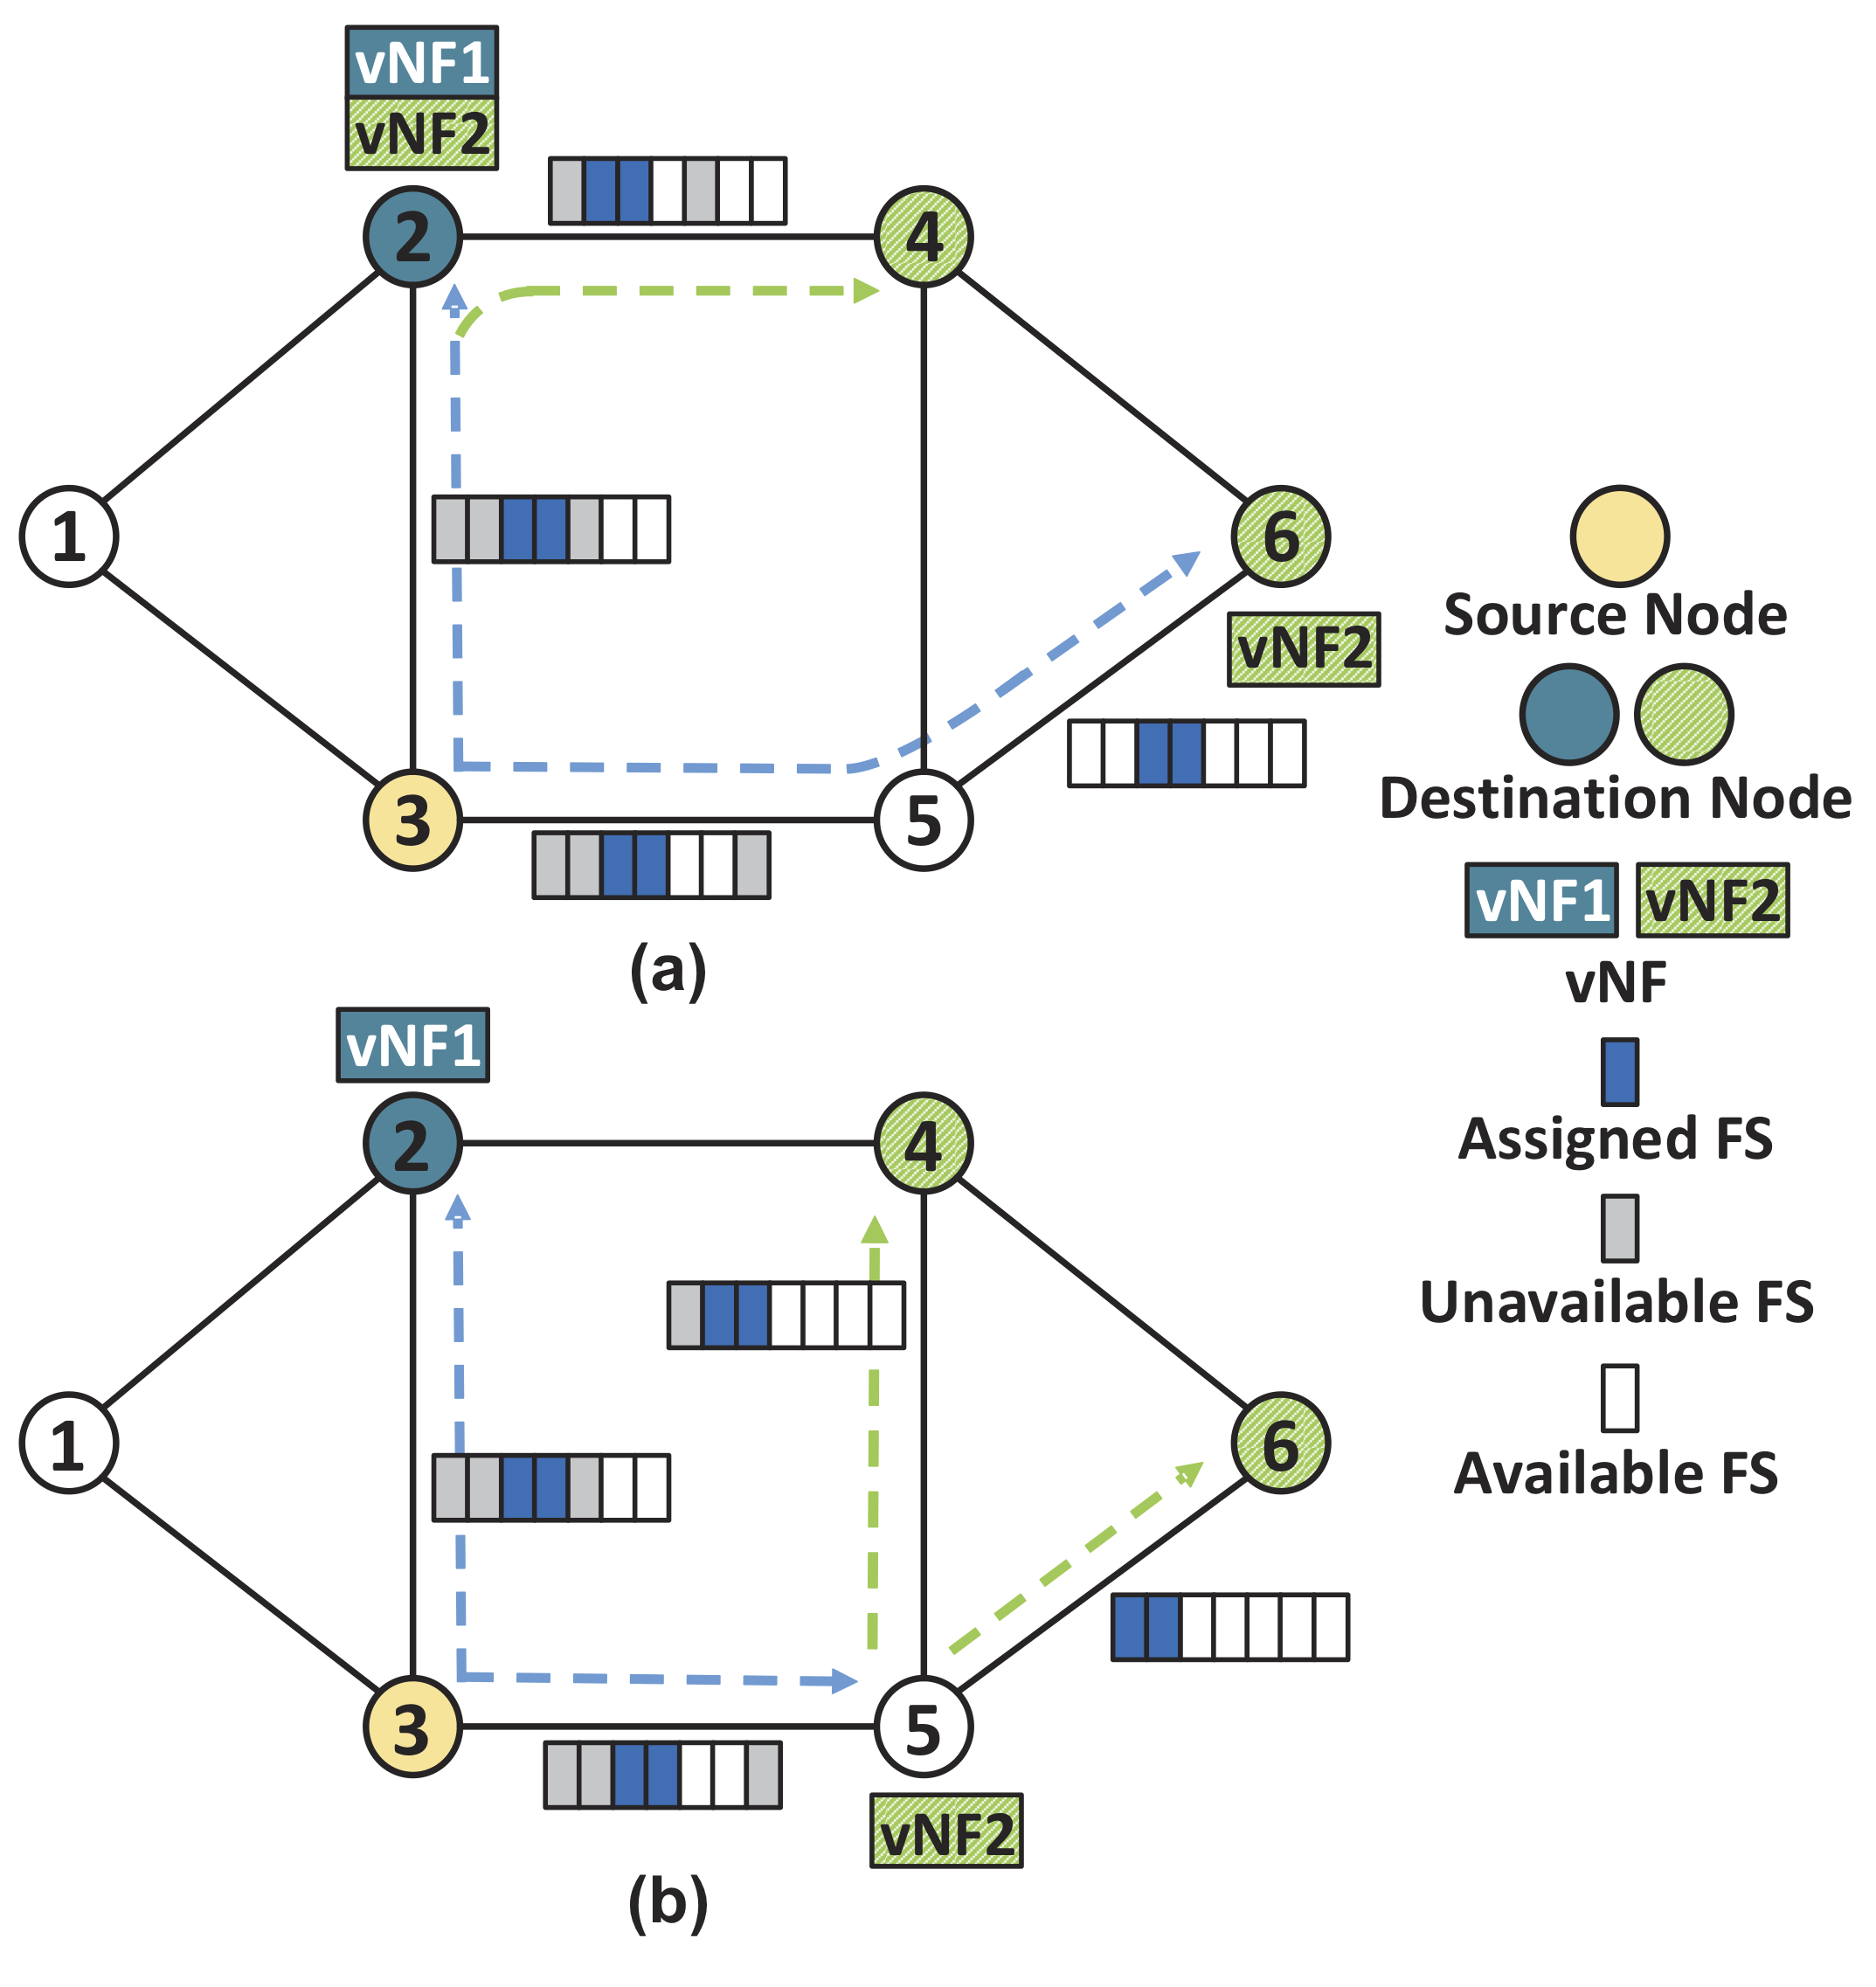 vNF1
vNF2
2
4
1
6
vNF2
3
5
(a)
Source Node
Destination Node
vNF1 vNF2
vNF
Assigned FS
Unavailable FS
Available FS
vNF1
2
4
1
6
3
5
vNF2
(b)